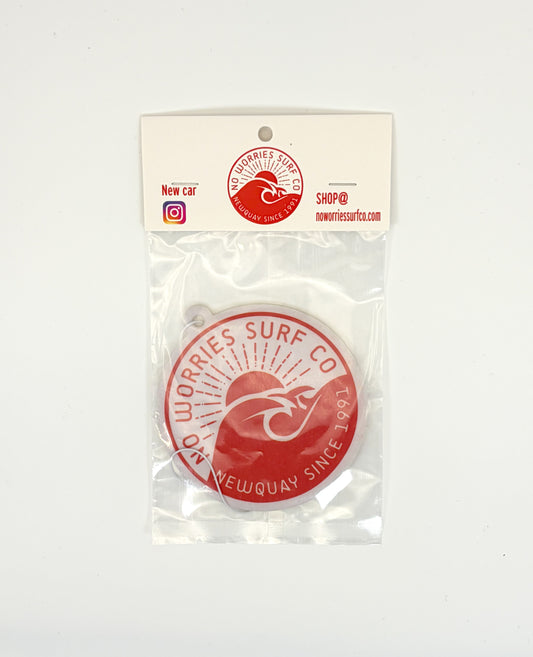 NO WORRIES SURF CO
NEWQUAY SINCE 1991
New car
SHOP@
noworriessurfco.com
NO WORRIES SURF CO
NEWQUAY SINCE 1991